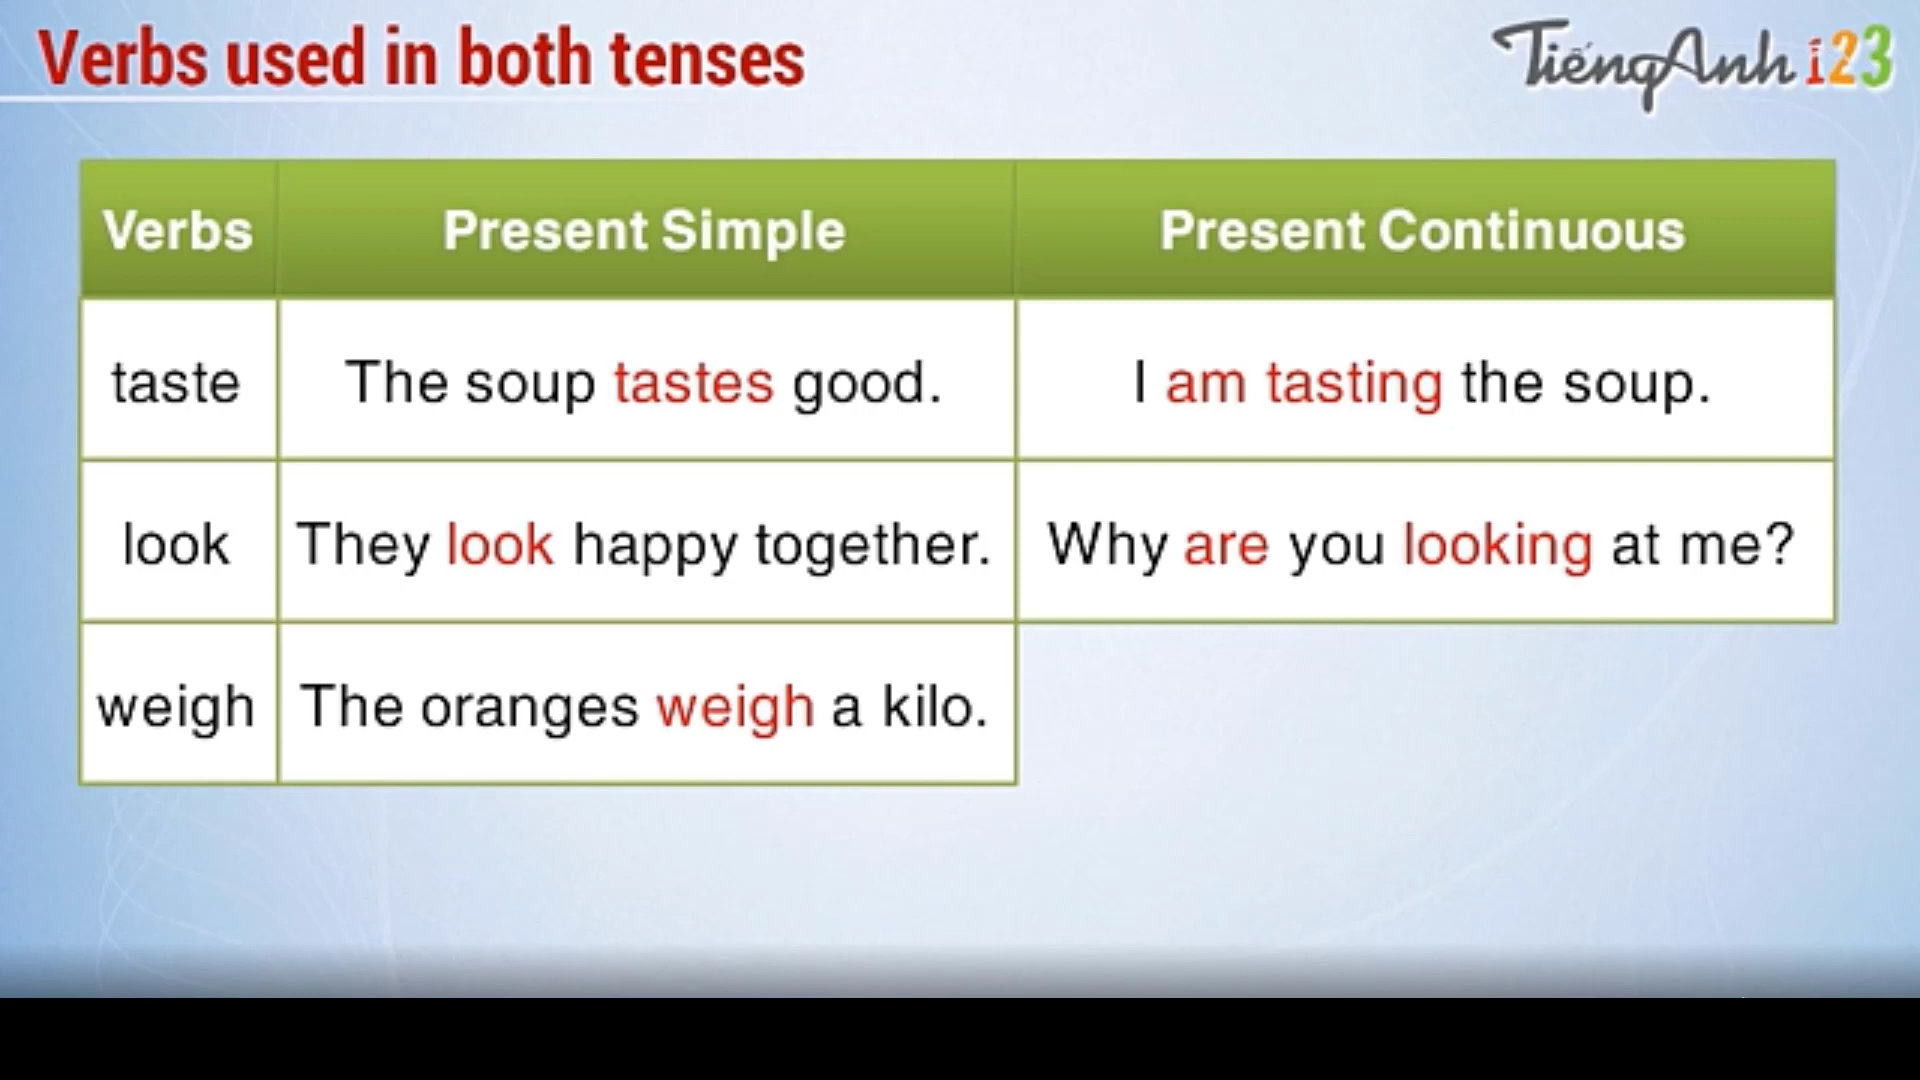 Verbs used in both tenses
TiếngAnh123
Verbs Present Simple Present Continuous
taste The soup tastes good. I am tasting the soup.
look They look happy together. Why are you looking at me?
weigh The oranges weigh a kilo.